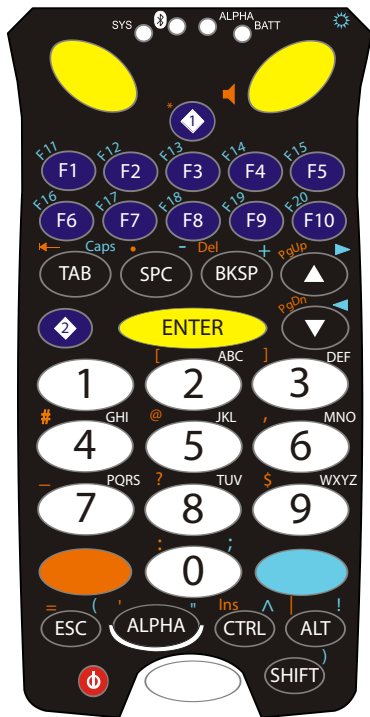 SYS ALPHA BATT
*
1
F11 F12 F13 F14 F15
F1 F2 F3 F4 F5
F16 F17 F18 F19 F20
F6 F7 F8 F9 F10
Caps • - Del + PgUp
TAB SPC BKSP
PgDn
2 ENTER
[ ABC ] DEF
1 2 3
# GHI @ JKL , MNO
4 5 6
_ PQRS ? TUV $ WXYZ
7 8 9
: ;
0
= ( ' " Ins ^ | !
ESC ALPHA CTRL ALT
)
SHIFT